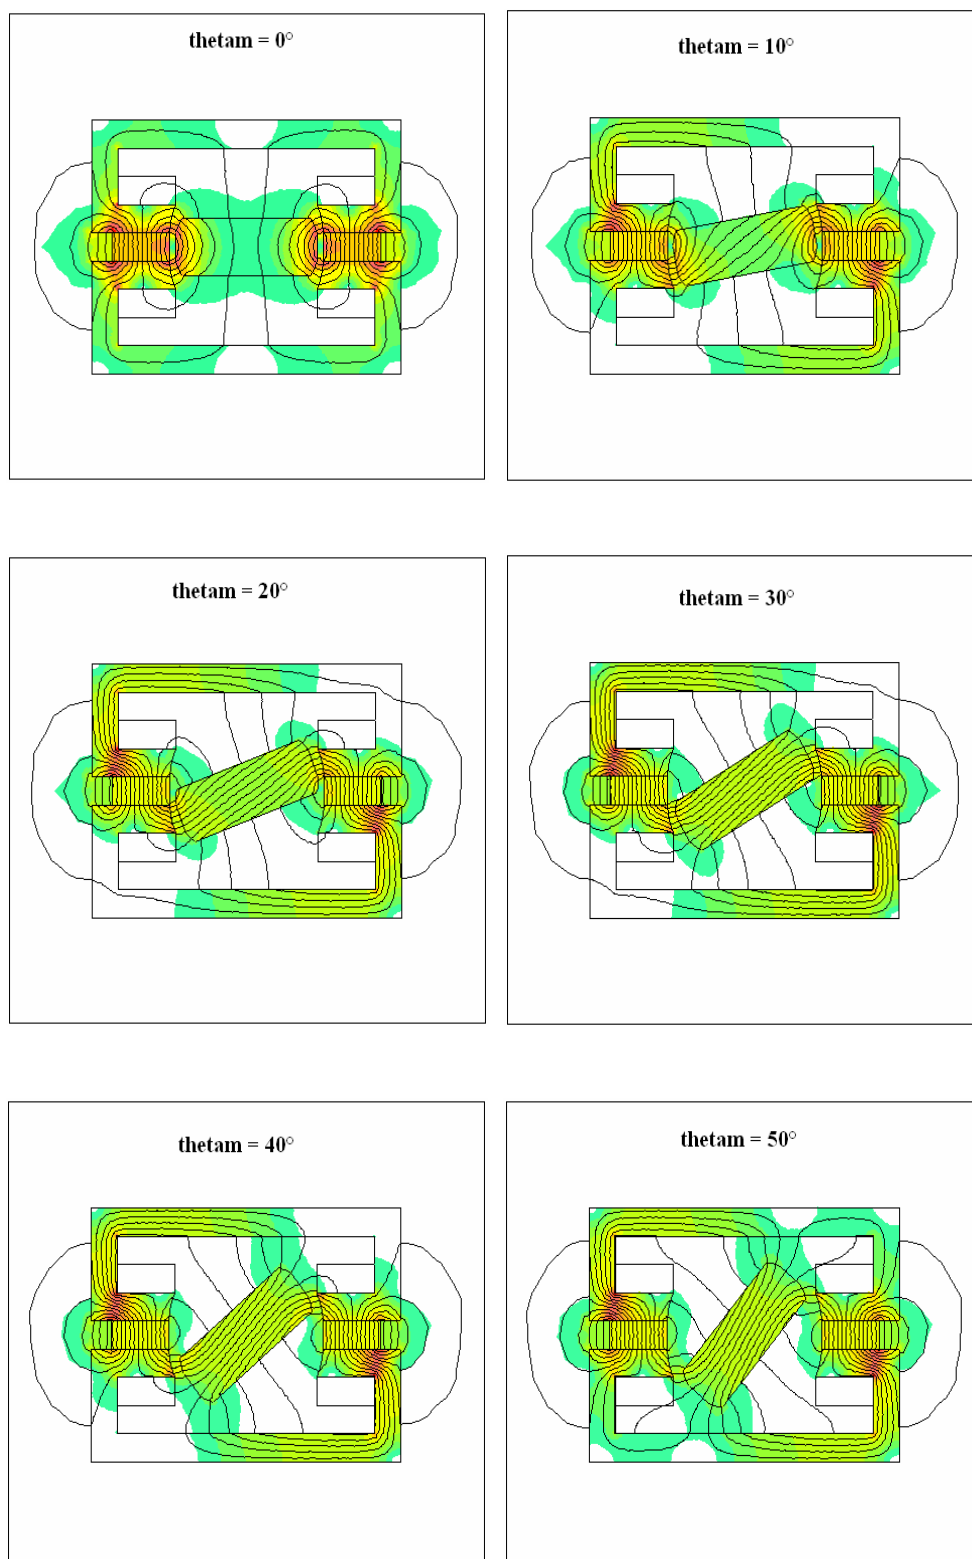 thetam = 0°
thetam = 10°
thetam = 20°
thetam = 30°
thetam = 40°
thetam = 50°